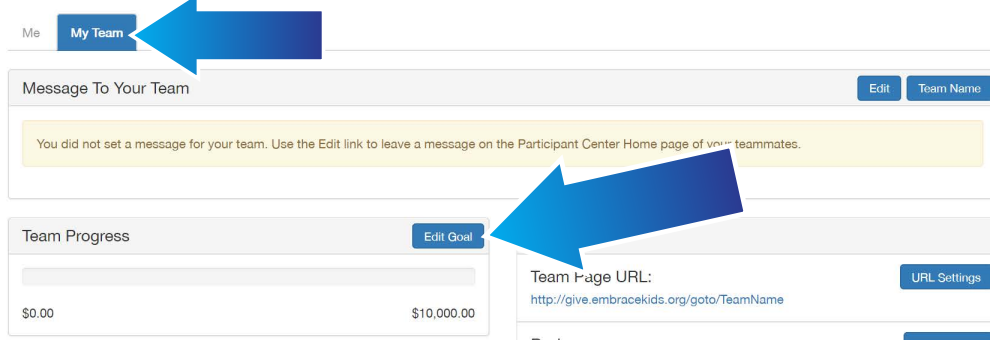 Me My Team
Message To Your Team Edit Team Name
You did not set a message for your team. Use the Edit link to leave a message on the Participant Center Home page of your teammates.
Team Progress Edit Goal
$0.00 $10,000.00
Team Page URL: URL Settings
http://give.embracekids.org/goto/TeamName